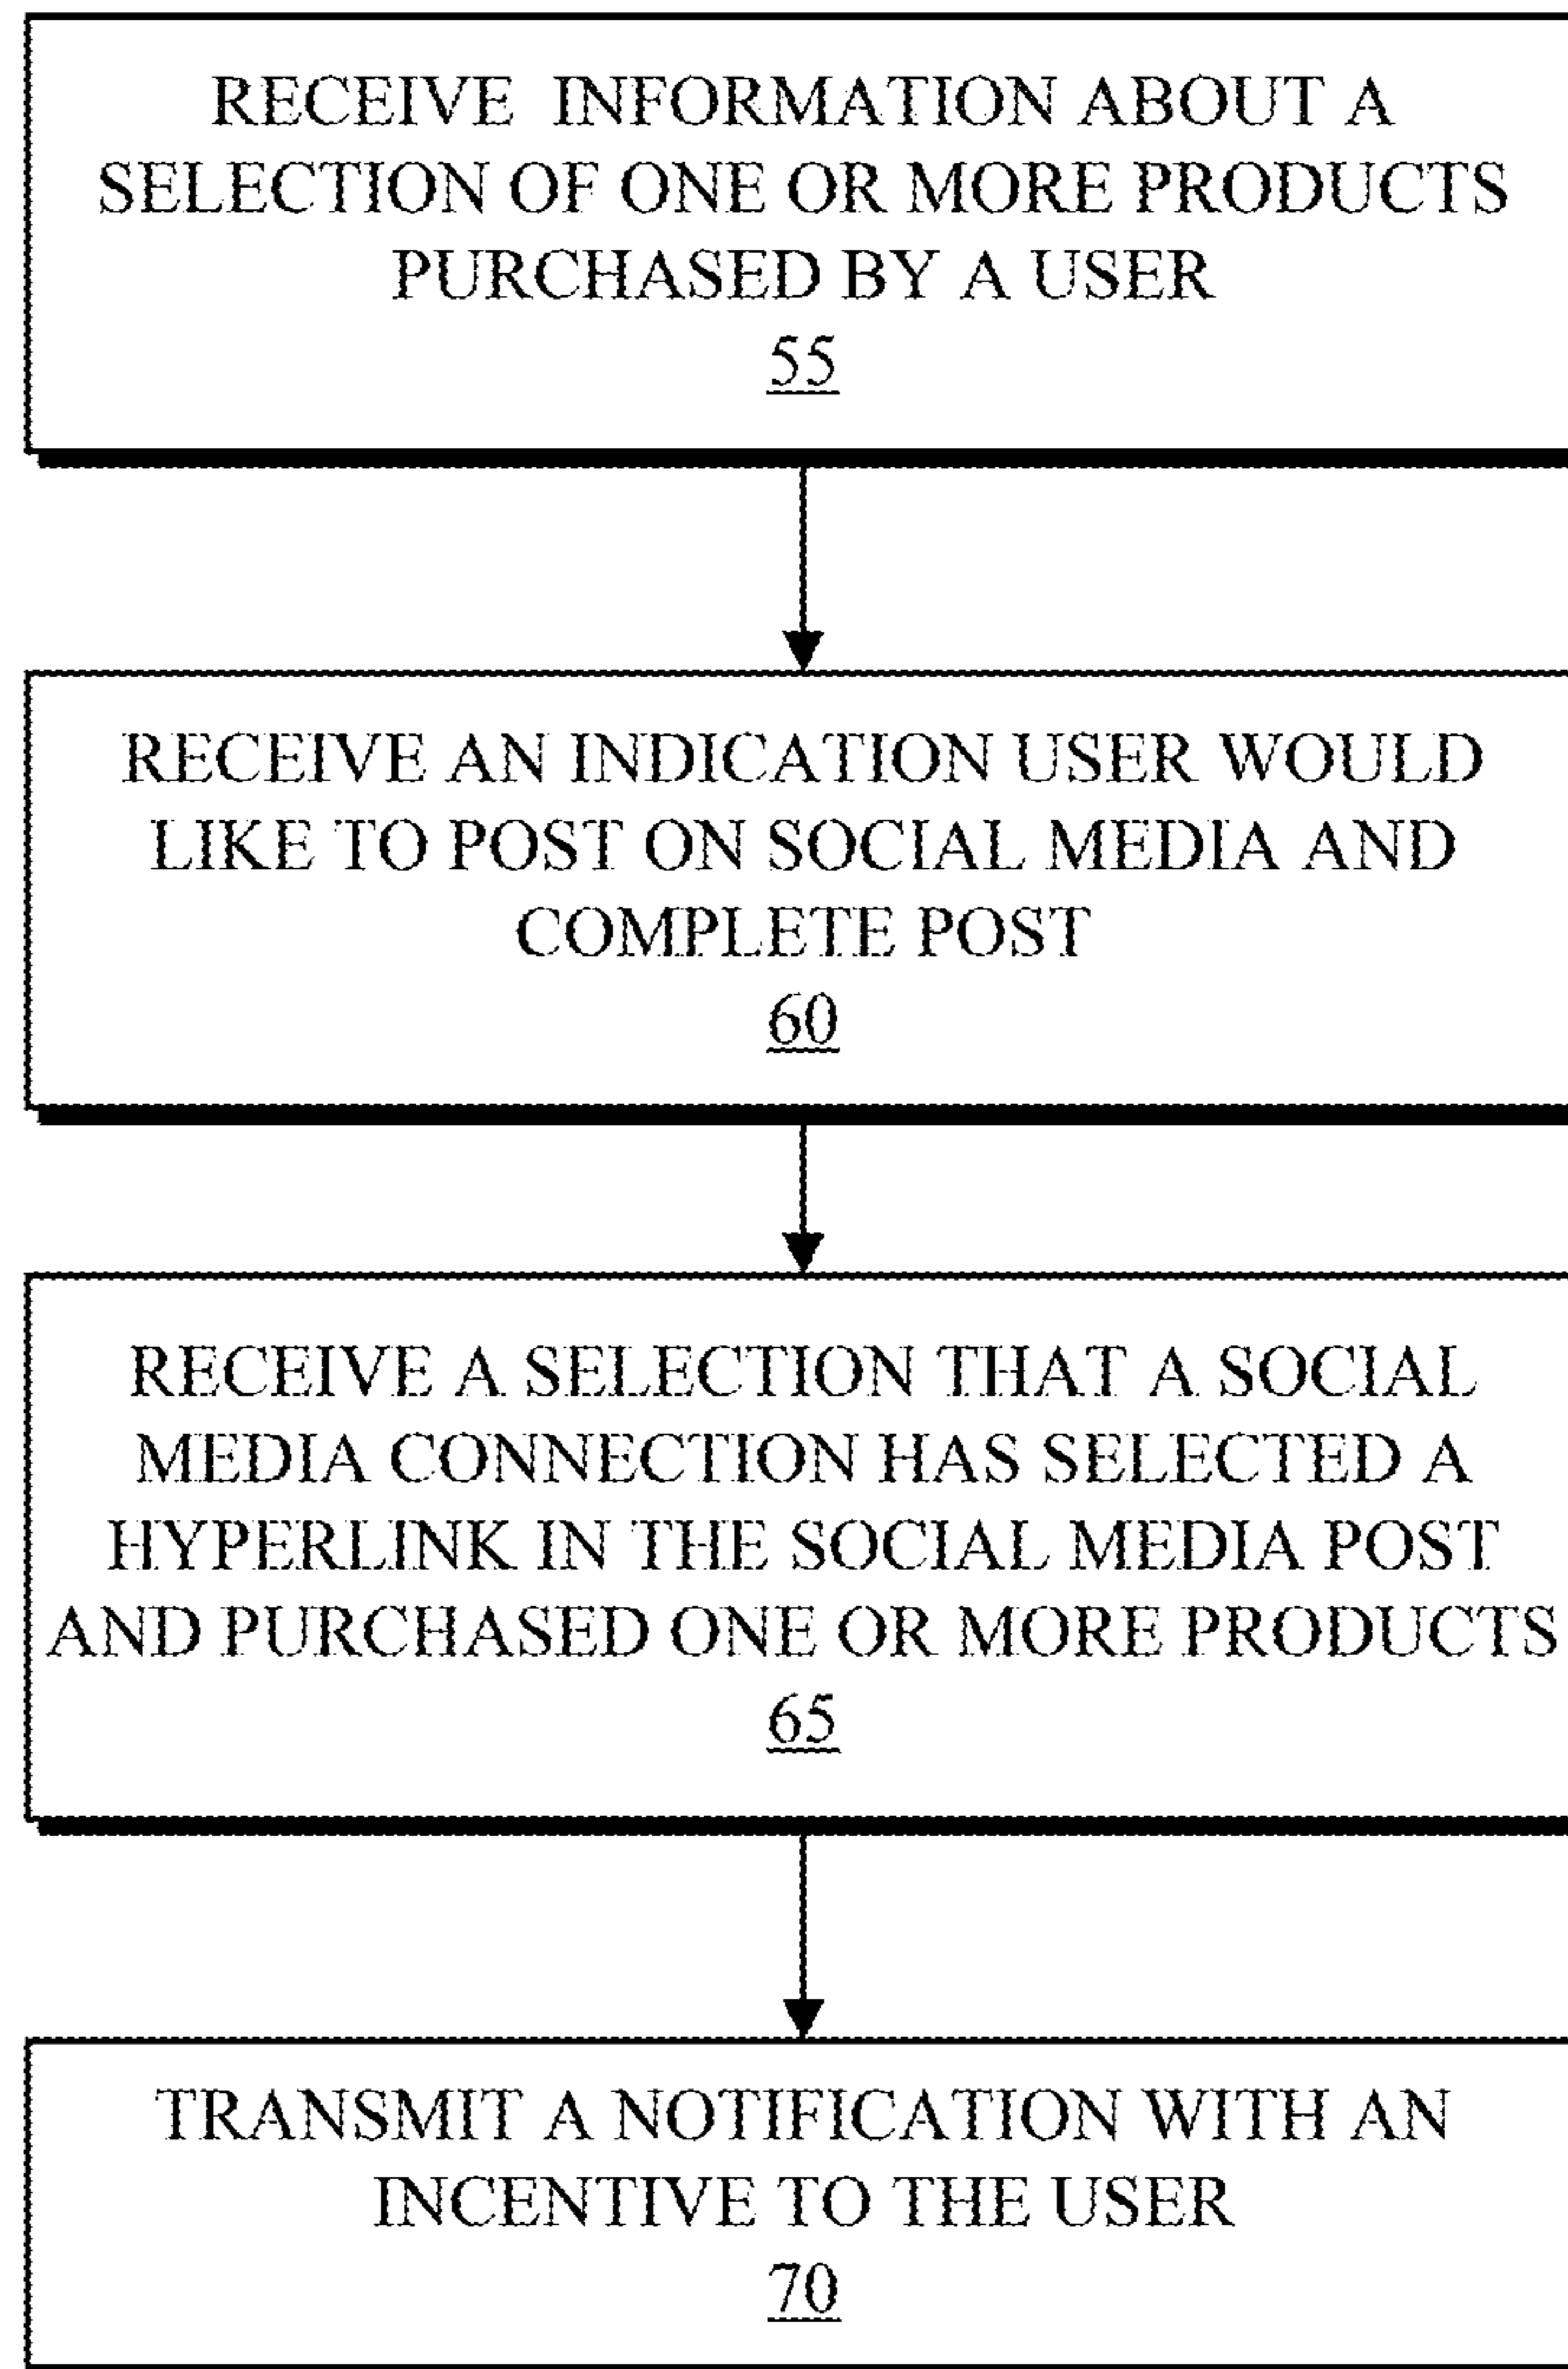 RECEIVE INFORMATION ABOUT A
SELECTION OF ONE OR MORE PRODUCTS
PURCHASED BY A USER
55
RECEIVE AN INDICATION USER WOULD
LIKE TO POST ON SOCIAL MEDIA AND
COMPLETE POST
60
RECEIVE A SELECTION THAT A SOCIAL
MEDIA CONNECTION HAS SELECTED A
HYPERLINK IN THE SOCIAL MEDIA POST
AND PURCHASED ONE OR MORE PRODUCTS
65
TRANSMIT A NOTIFICATION WITH AN
INCENTIVE TO THE USER
70